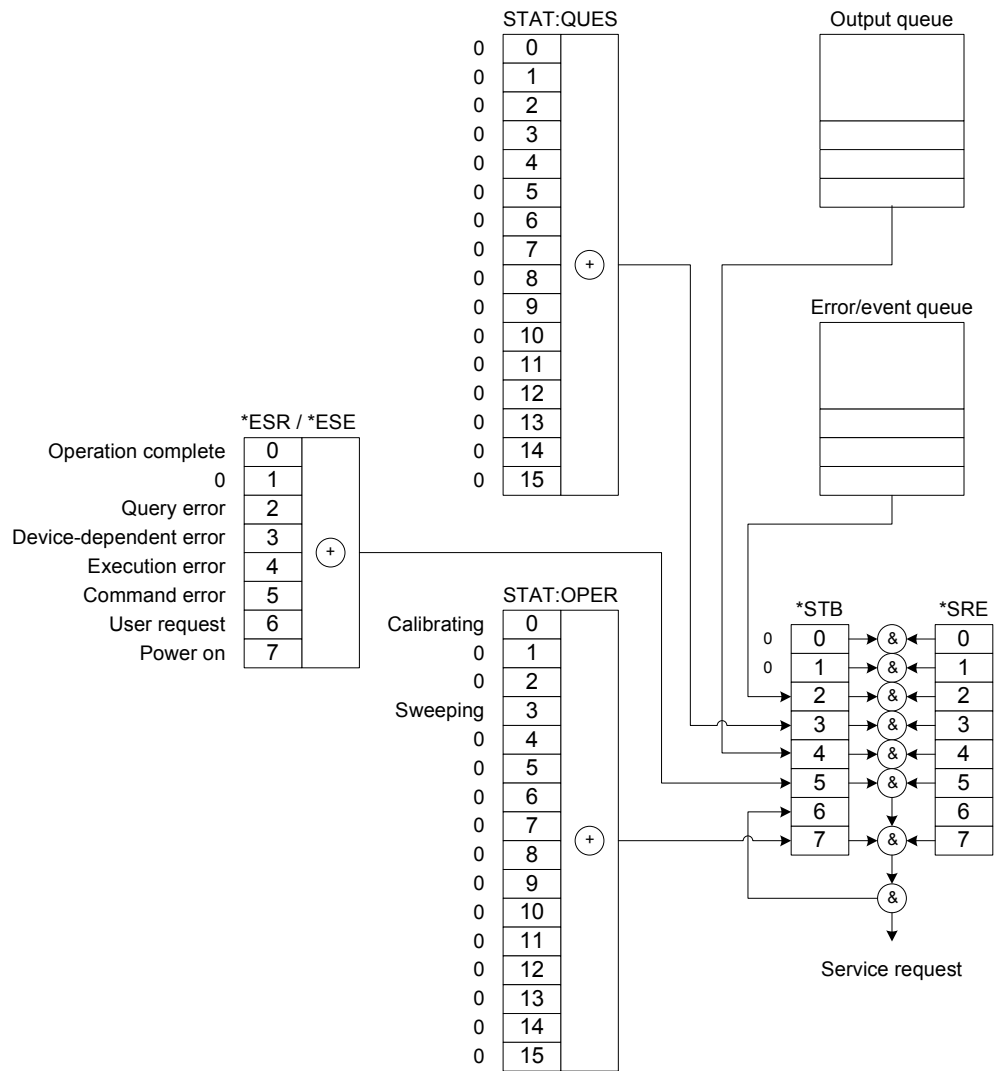 STAT:QUES
0 0
0 1
0 2
0 3
0 4
0 5
0 6
0 7
0 8
0 9
0 10
0 11
0 12
0 13
0 14
0 15
+
Output queue
Error/event queue
*ESR / *ESE
Operation complete 0
0 1
Query error 2
Device-dependent error 3
Execution error 4
Command error 5
User request 6
Power on 7
+
STAT:OPER
Calibrating 0
0 1
0 2
Sweeping 3
0 4
0 5
0 6
0 7
0 8
0 9
0 10
0 11
0 12
0 13
0 14
0 15
+
*STB *SRE
0 0 & 0
0 1 & 1
2 & 2
3 & 3
4 & 4
5 & 5
6 6
7 & 7
&
Service request